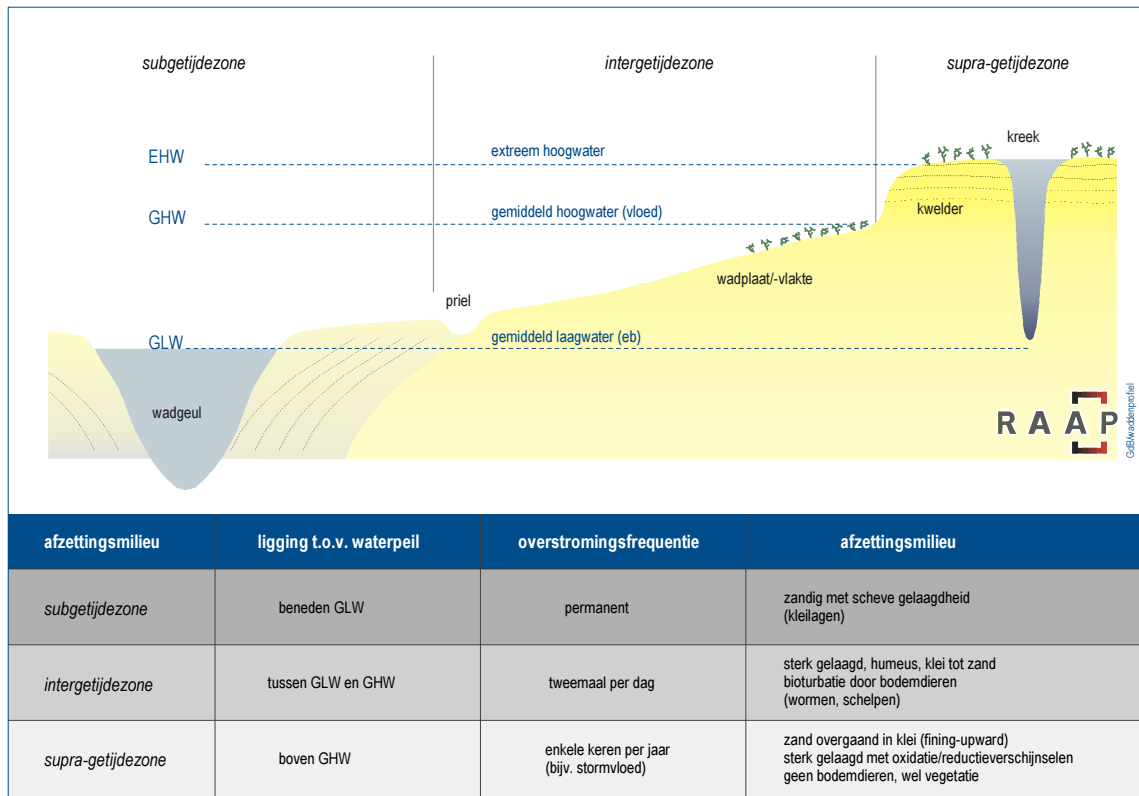 subgetijdezone
intergetijdezone
supra-getijdezone
kreek
EHW
extreem hoogwater
GHW
gemiddeld hoogwater (vloed)
kwelder
wadplaat/-vlakte
priel
GLW
gemiddeld laagwater (eb)
wadgeul
RAAP
GdB/waddenprofiel
afzettingsmilieu
ligging t.o.v. waterpeil
overstromingsfrequentie
afzettingsmilieu
subgetijdezone
beneden GLW
permanent
zandig met scheve gelaagdheid
(kleilagen)
intergetijdezone
tussen GLW en GHW
tweemaal per dag
sterk gelaagd, humeus, klei tot zand
bioturbatie door bodemdieren
(wormen, schelpen)
supra-getijdezone
boven GHW
enkele keren per jaar
(bijv. stormvloed)
zand overgaand in klei (fining-upward)
sterk gelaagd met oxidatie/reductieverschijnselen
geen bodemdieren, wel vegetatie